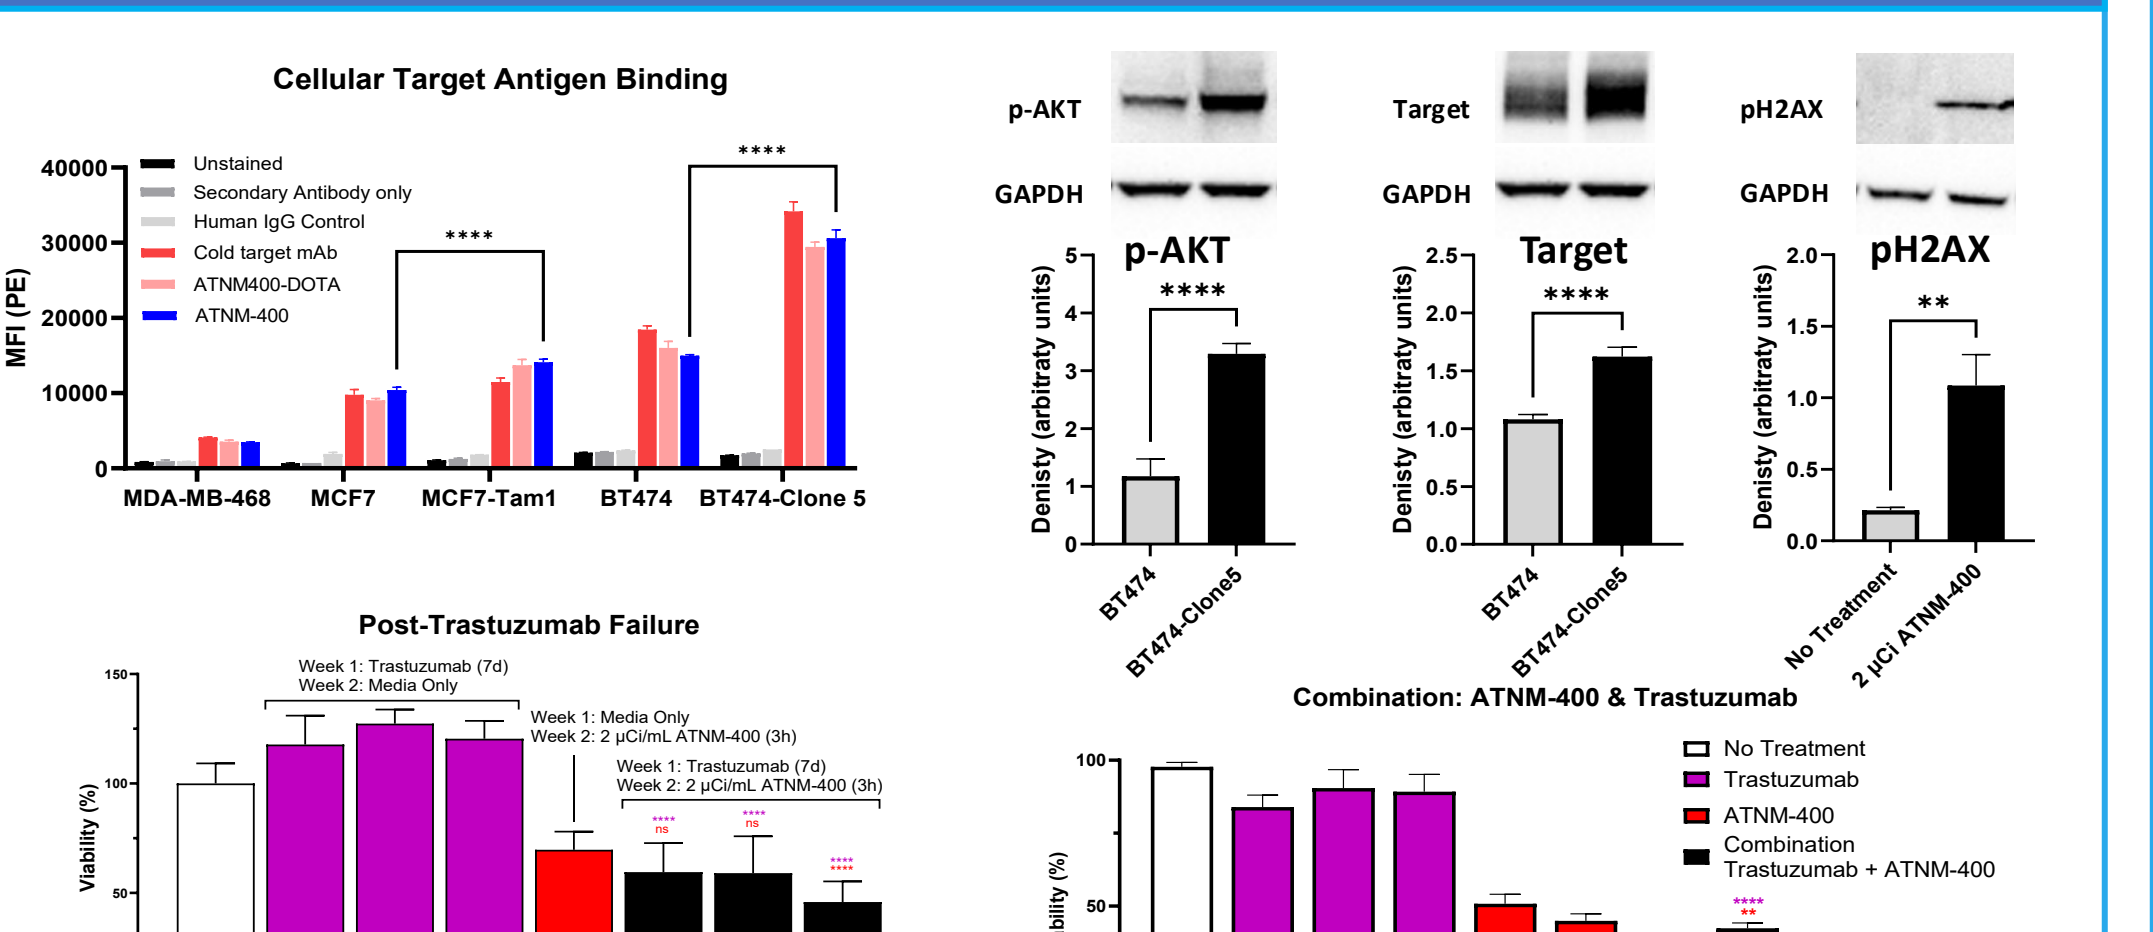 Cellular Target Antigen Binding
MFI (PE)
40000
30000
20000
10000
0
Unstained
Secondary Antibody only
Human IgG Control
Cold target mAb
ATNM400-DOTA
ATNM-400
****
****
MDA-MB-468
MCF7
MCF7-Tam1
BT474
BT474-Clone 5
p-AKT
GAPDH
p-AKT
Denisty (arbitraty units)
5
4
3
2
1
0
****
BT474
BT474-Clone5
Target
GAPDH
Target
Denisty (arbitraty units)
2.5
2.0
1.5
1.0
0.5
0.0
****
BT474
BT474-Clone5
pH2AX
GAPDH
pH2AX
Denisty (arbitraty units)
2.0
1.5
1.0
0.5
0.0
**
No Treatment
2 µCi ATNM-400
Post-Trastuzumab Failure
Viability (%)
150
100
50
Week 1: Trastuzumab (7d)
Week 2: Media Only
Week 1: Media Only
Week 2: 2 µCi/mL ATNM-400 (3h)
Week 1: Trastuzumab (7d)
Week 2: 2 µCi/mL ATNM-400 (3h)
****
ns
****
ns
****
****
Combination: ATNM-400 & Trastuzumab
bility (%)
100
50
No Treatment
Trastuzumab
ATNM-400
Combination
Trastuzumab + ATNM-400
****
**